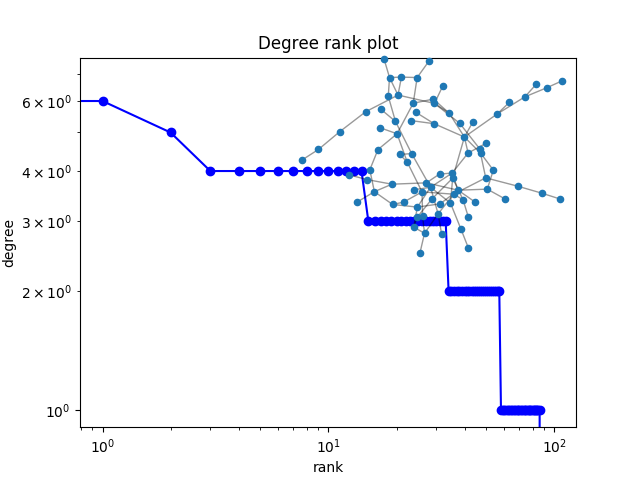 Degree rank plot
6 × 10⁰
4 × 10⁰
3 × 10⁰
2 × 10⁰
10⁰
degree
10⁰ 10¹ 10²
rank